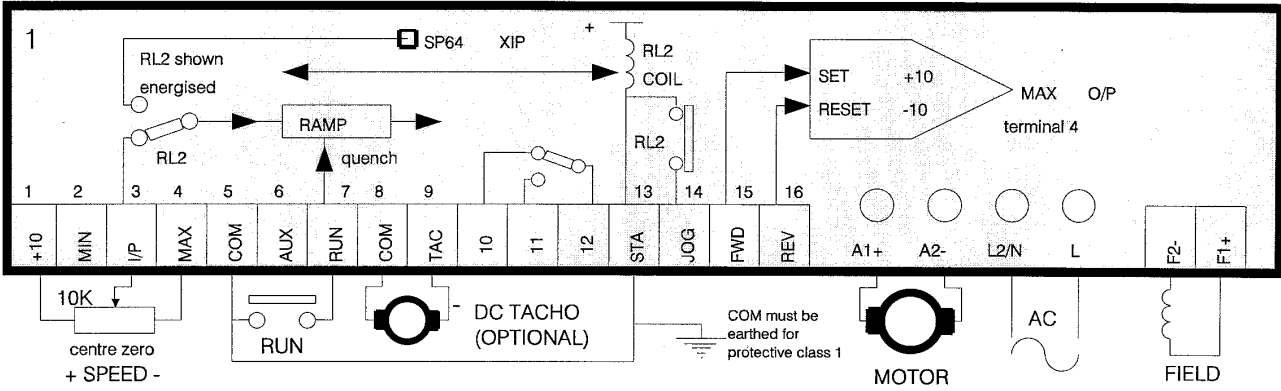 1
RL2 shown
energised
SP64 XIP
+
RL2
COIL
SET +10
RESET -10
MAX O/P
terminal 4
RAMP
RL2
quench
RL2
1 2 3 4 5 6 7 8 9 13 14 15 16
+10 MIN I/P MAX COM AUX RUN COM TAC 10 11 12 STA JOG FWD REV
A1+ A2- L2/N L
F2- F1+
10K
centre zero
+ SPEED -
RUN
-
DC TACHO
(OPTIONAL)
COM must be
earthed for
protective class 1
MOTOR
AC
FIELD